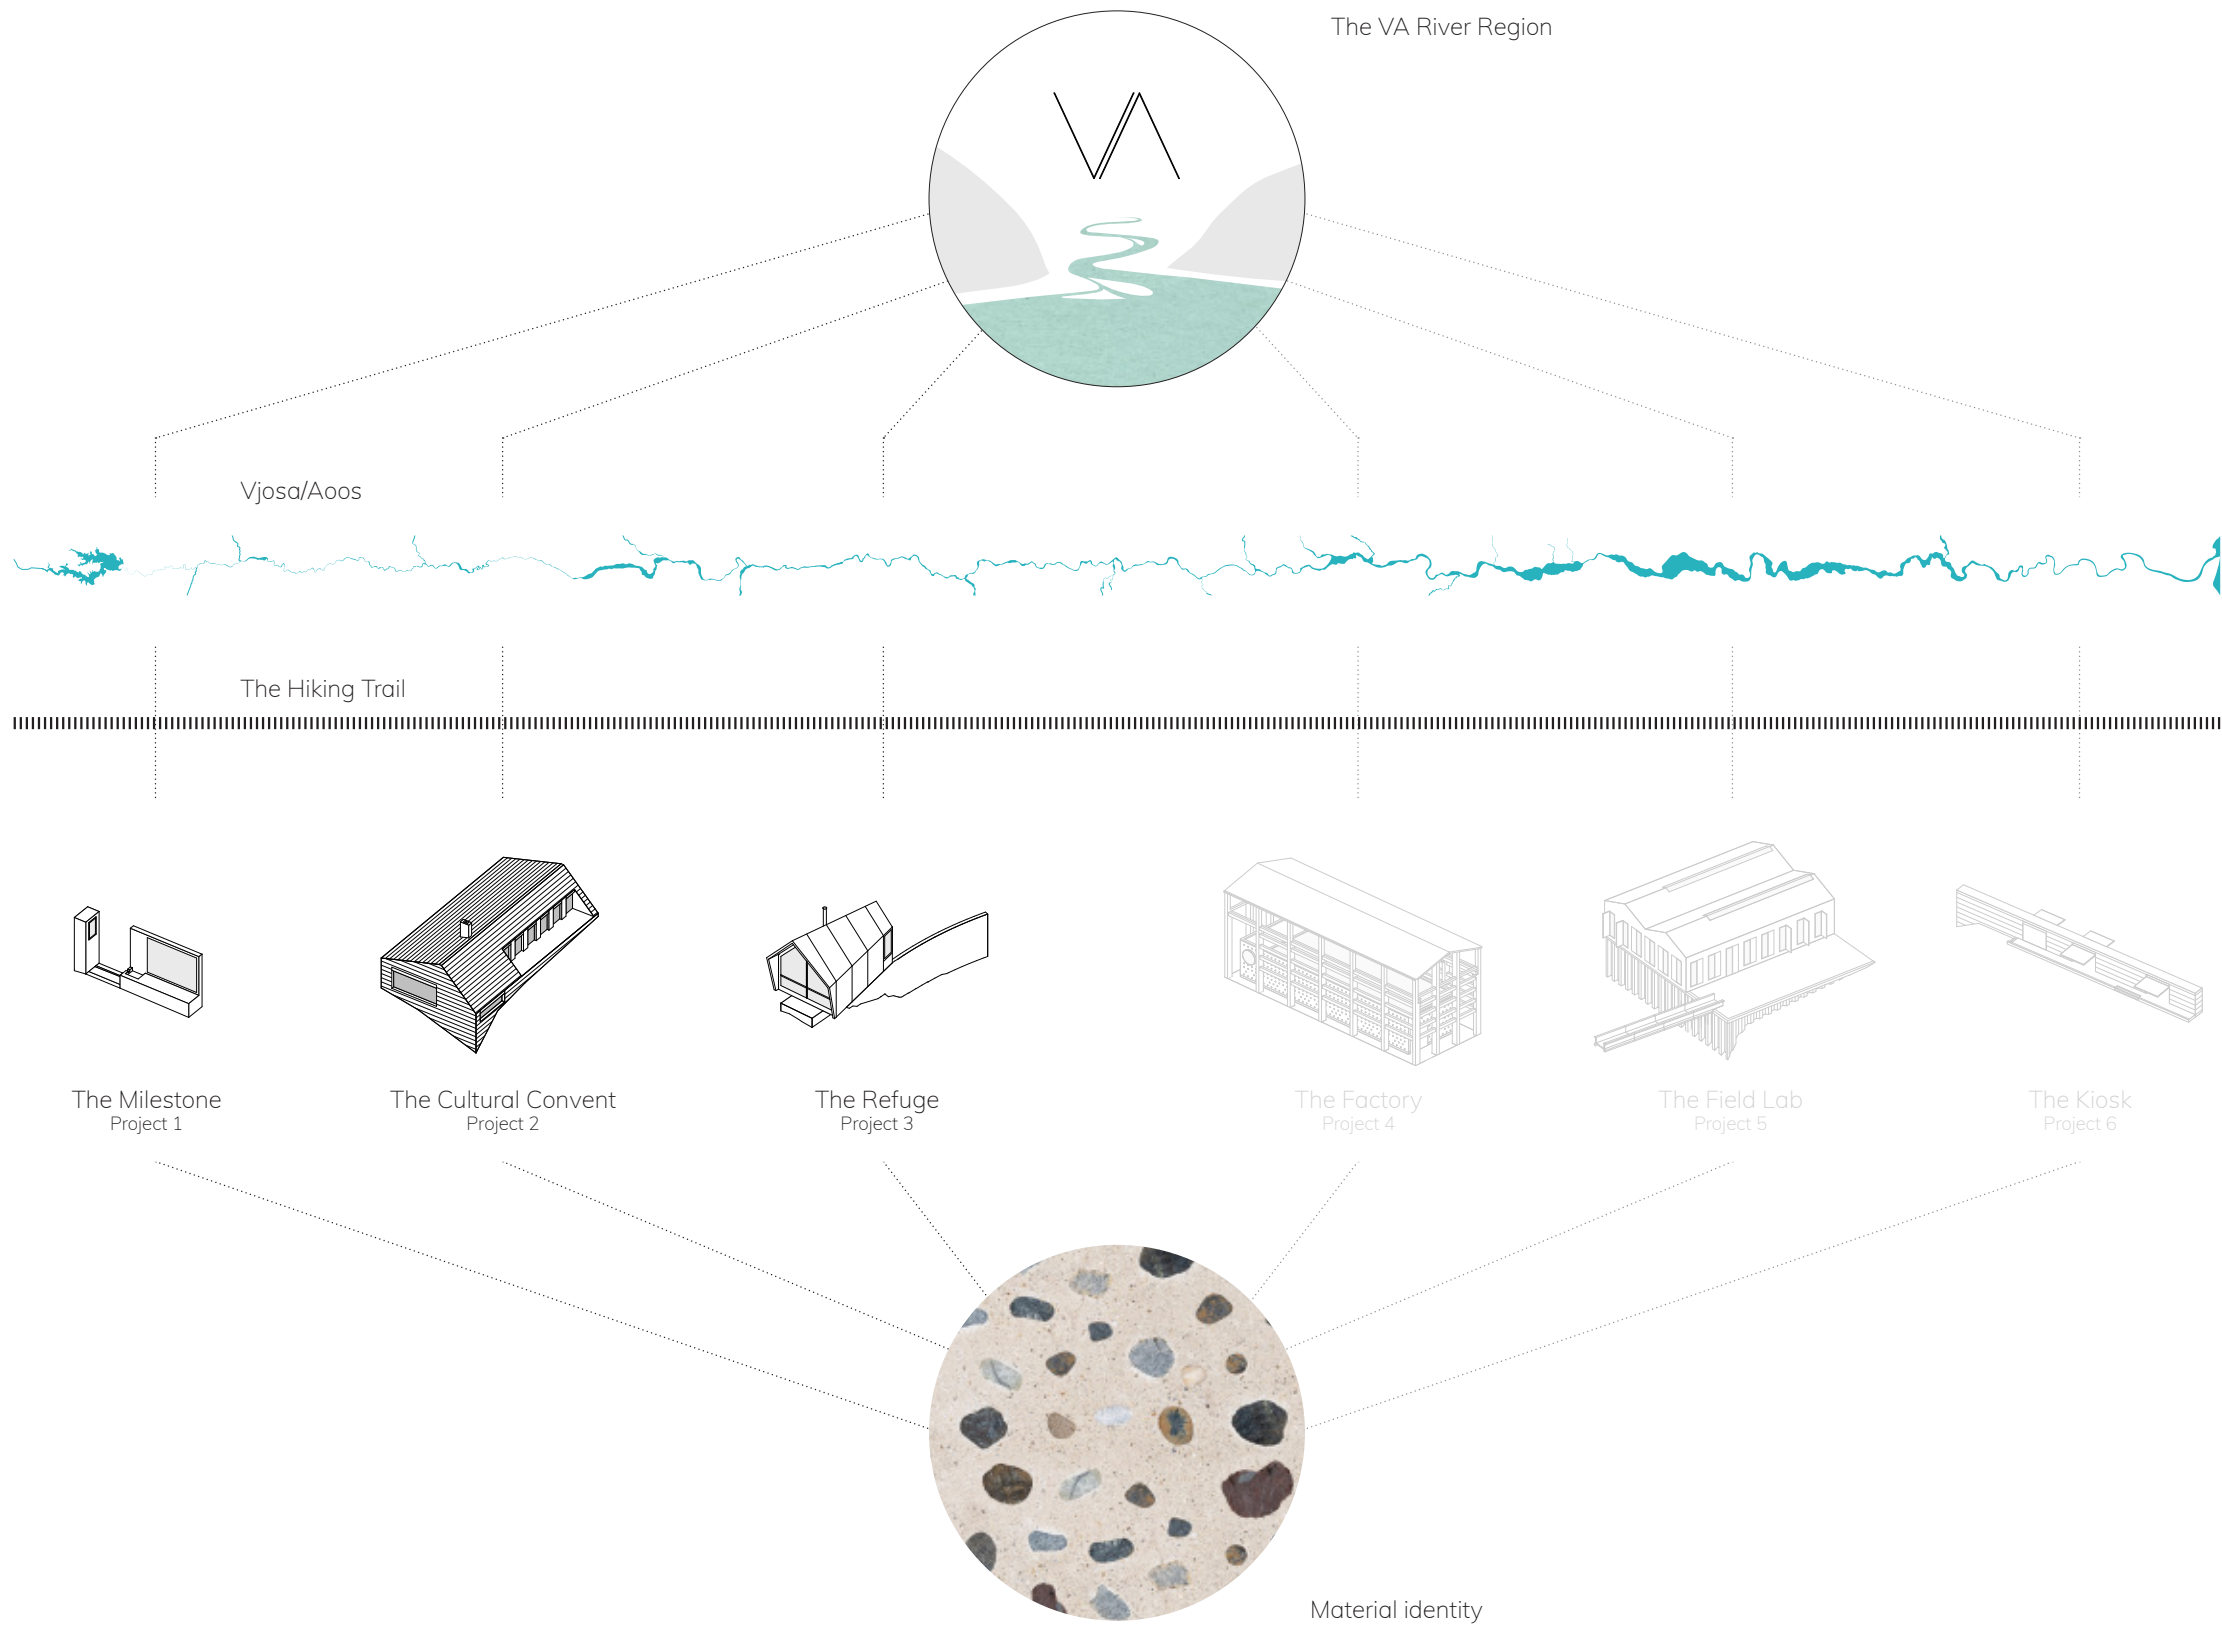 The VA River Region
VA
Vjosa/Aoos
The Hiking Trail
The Milestone
Project 1
The Cultural Convent
Project 2
The Refuge
Project 3
The Factory
Project 4
The Field Lab
Project 5
The Kiosk
Project 6
Material identity